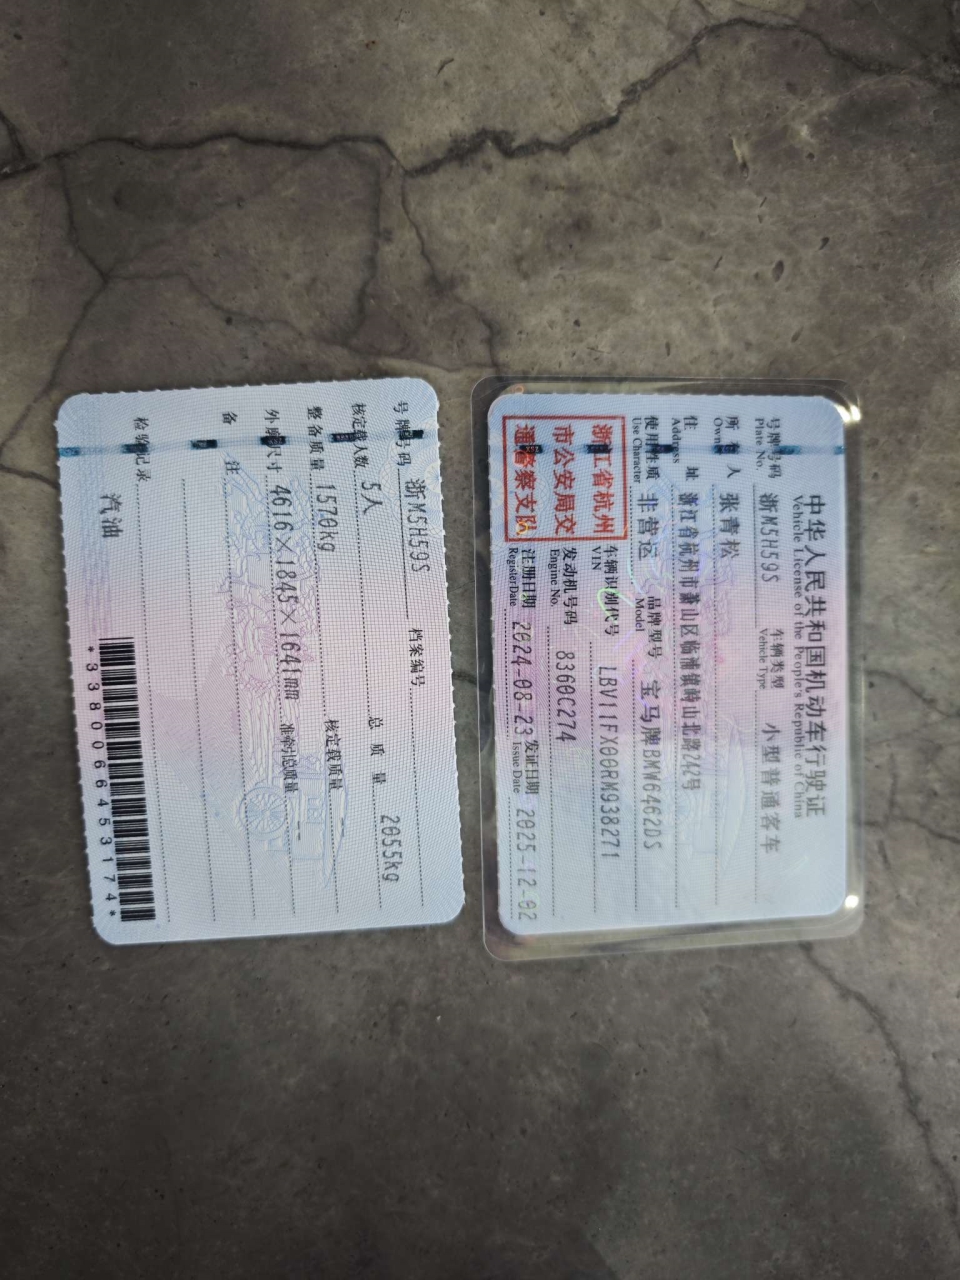 中华人民共和国机动车行驶证
Vehicle License of the People's Republic of China
号牌号码 浙M5H59S 车辆类型 小型普通客车
Plate No. Vehicle Type
所有人 张青松
Owner
住址 浙江省杭州市萧山区临浦镇峙山北路242号
Address
使用性质 非营运 品牌型号 宝马牌BMW6462DS
Use Character Model
浙江省杭州
市公安局交
通警察支队
车辆识别代号 LBV11FX00RM938271
VIN
发动机号码 8360C274
Engine No.
注册日期 2024-08-23 发证日期 2025-12-02
Register Date Issue Date
号牌号码 浙M5H59S 档案编号
核定载人数 5人 总质量 2055kg
整备质量 1570kg 核定载质量
外廓尺寸 4616×1845×1641mm 准牵引总质量 --
备注
检验记录
汽油
*3380066453174*